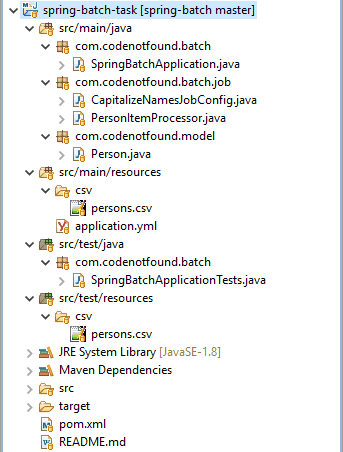 spring-batch-task [spring-batch master]
src/main/java
com.codenotfound.batch
SpringBatchApplication.java
com.codenotfound.batch.job
CapitalizeNamesJobConfig.java
PersonItemProcessor.java
com.codenotfound.model
Person.java
src/main/resources
csv
persons.csv
application.yml
src/test/java
com.codenotfound.batch
SpringBatchApplicationTests.java
src/test/resources
csv
persons.csv
JRE System Library [JavaSE-1.8]
Maven Dependencies
src
target
pom.xml
README.md